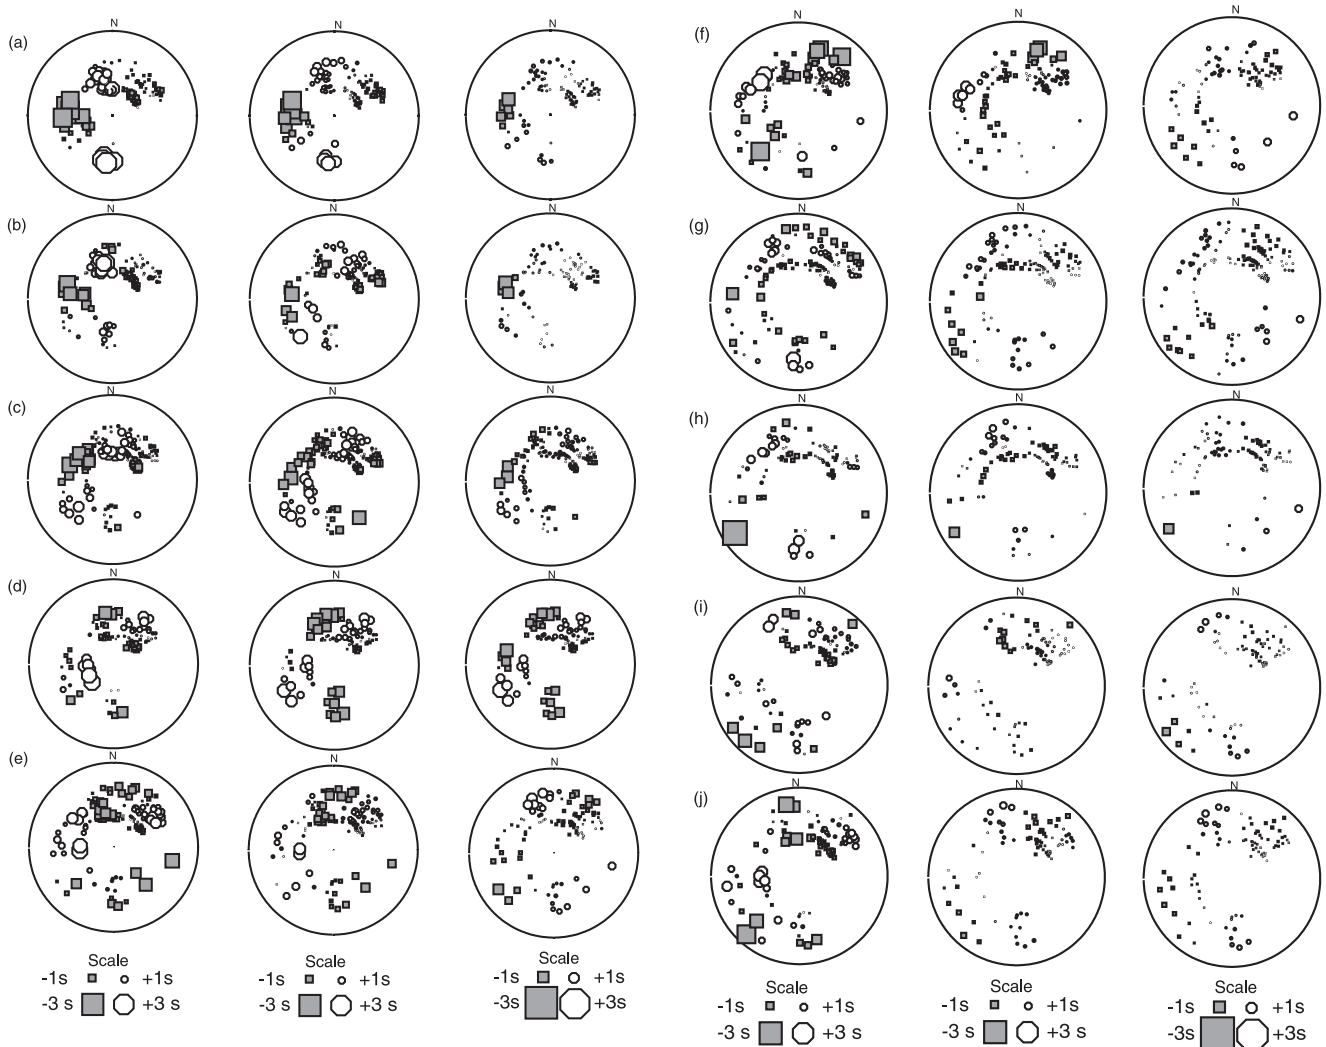 N N N
(a)
N N N
(b)
N N N
(c)
N N N
(d)
N N N
(e)
Scale Scale Scale
-1s +1s -1s +1s -1s +1s
-3 s +3 s -3 s +3 s -3s +3s
N N N
(f)
N N N
(g)
N N N
(h)
N N N
(i)
N N N
(j)
Scale Scale Scale
-1s +1s -1s +1s -1s +1s
-3 s +3 s -3 s +3 s -3s +3s